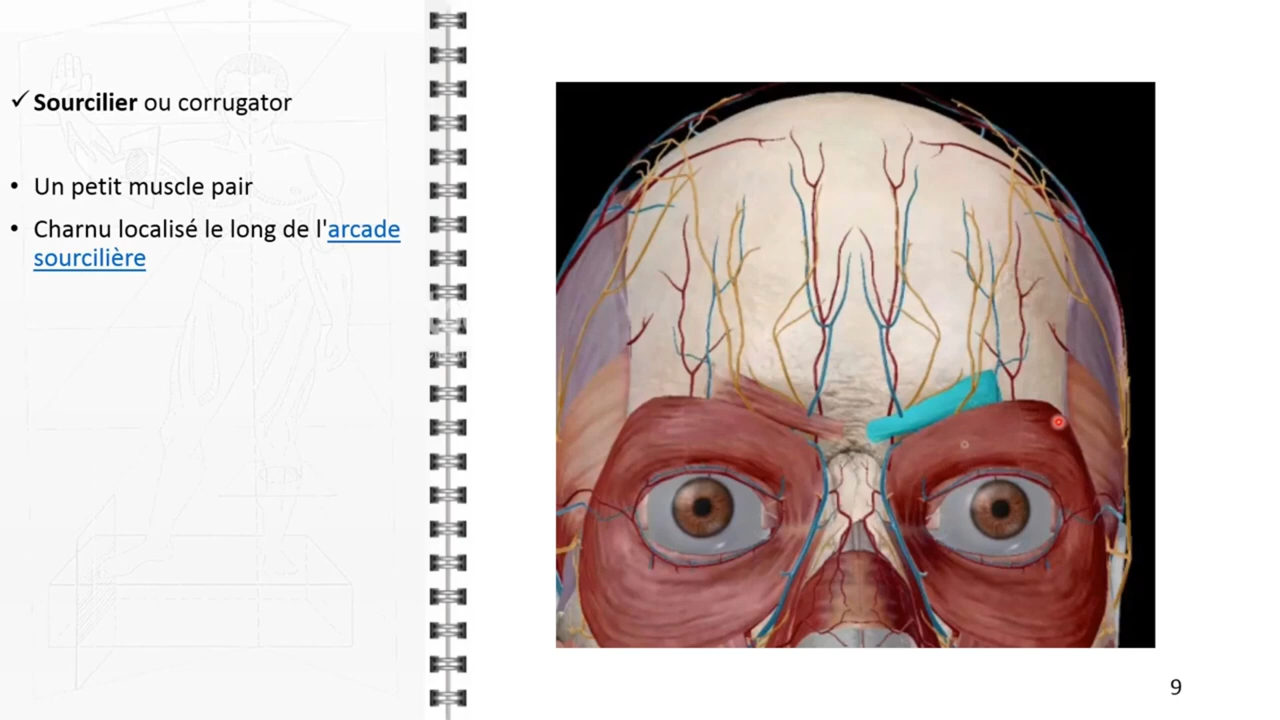 ✓ Sourcilier ou corrugator
• Un petit muscle pair
• Charnu localisé le long de l'arcade
sourcilière
9